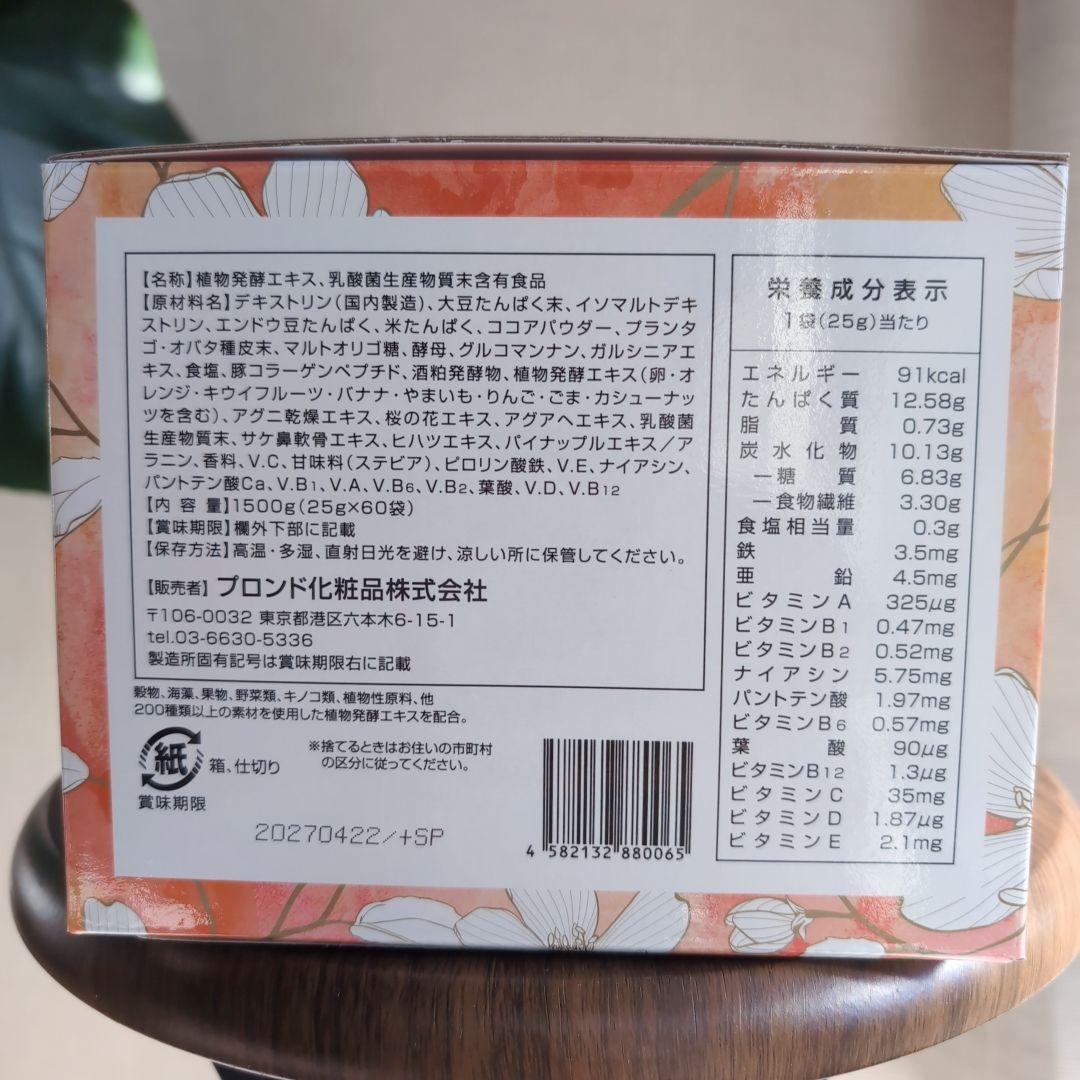 【名称】植物発酵エキス、乳酸菌生産物質末含有食品
【原材料名】デキストリン(国内製造)、大豆たんぱく末、イソマルトデキ
ストリン、エンドウ豆たんぱく、米たんぱく、ココアパウダー、プランタ
ゴ・オバタ種皮末、マルトオリゴ糖、酵母、グルコマンナン、ガルシニアエ
キス、食塩、豚コラーゲンペプチド、酒粕発酵物、植物発酵エキス(卵・オ
レンジ・キウイフルーツ・バナナ・やまいも・りんご・ごま・カシューナッ
ツを含む)、アグニ乾燥エキス、桜の花エキス、アグアヘエキス、乳酸菌
生産物質末、サケ鼻軟骨エキス、ヒハツエキス、パイナップルエキス/ア
ラニン、香料、V.C、甘味料(ステビア)、ピロリン酸鉄、V.E、ナイアシン、
パントテン酸Ca、V.B1、V.A、V.B6、V.B2、葉酸、V.D、V.B12
【内 容 量】1500g(25g×60袋)
【賞味期限】欄外下部に記載
【保存方法】高温・多湿、直射日光を避け、涼しい所に保管してください。
【販売者】プロンド化粧品株式会社
〒106-0032 東京都港区六本木6-15-1
tel.03-6630-5336
製造所固有記号は賞味期限右に記載
穀物、海藻、果物、野菜類、キノコ類、植物性原料、他
200種類以上の素材を使用した植物発酵エキスを配合。
紙 箱、仕切り
※捨てるときはお住いの市町村
の区分に従ってください。
賞味期限
20270422/+SP
4 582132 880065
栄養成分表示
1袋(25g)当たり
エネルギー 91kcal
たんぱく質 12.58g
脂質 0.73g
炭水化物 10.13g
―糖質 6.83g
―食物繊維 3.30g
食塩相当量 0.3g
鉄 3.5mg
亜鉛 4.5mg
ビタミンA 325μg
ビタミンB1 0.47mg
ビタミンB2 0.52mg
ナイアシン 5.75mg
パントテン酸 1.97mg
ビタミンB6 0.57mg
葉酸 90μg
ビタミンB12 1.3μg
ビタミンC 35mg
ビタミンD 1.87μg
ビタミンE 2.1mg